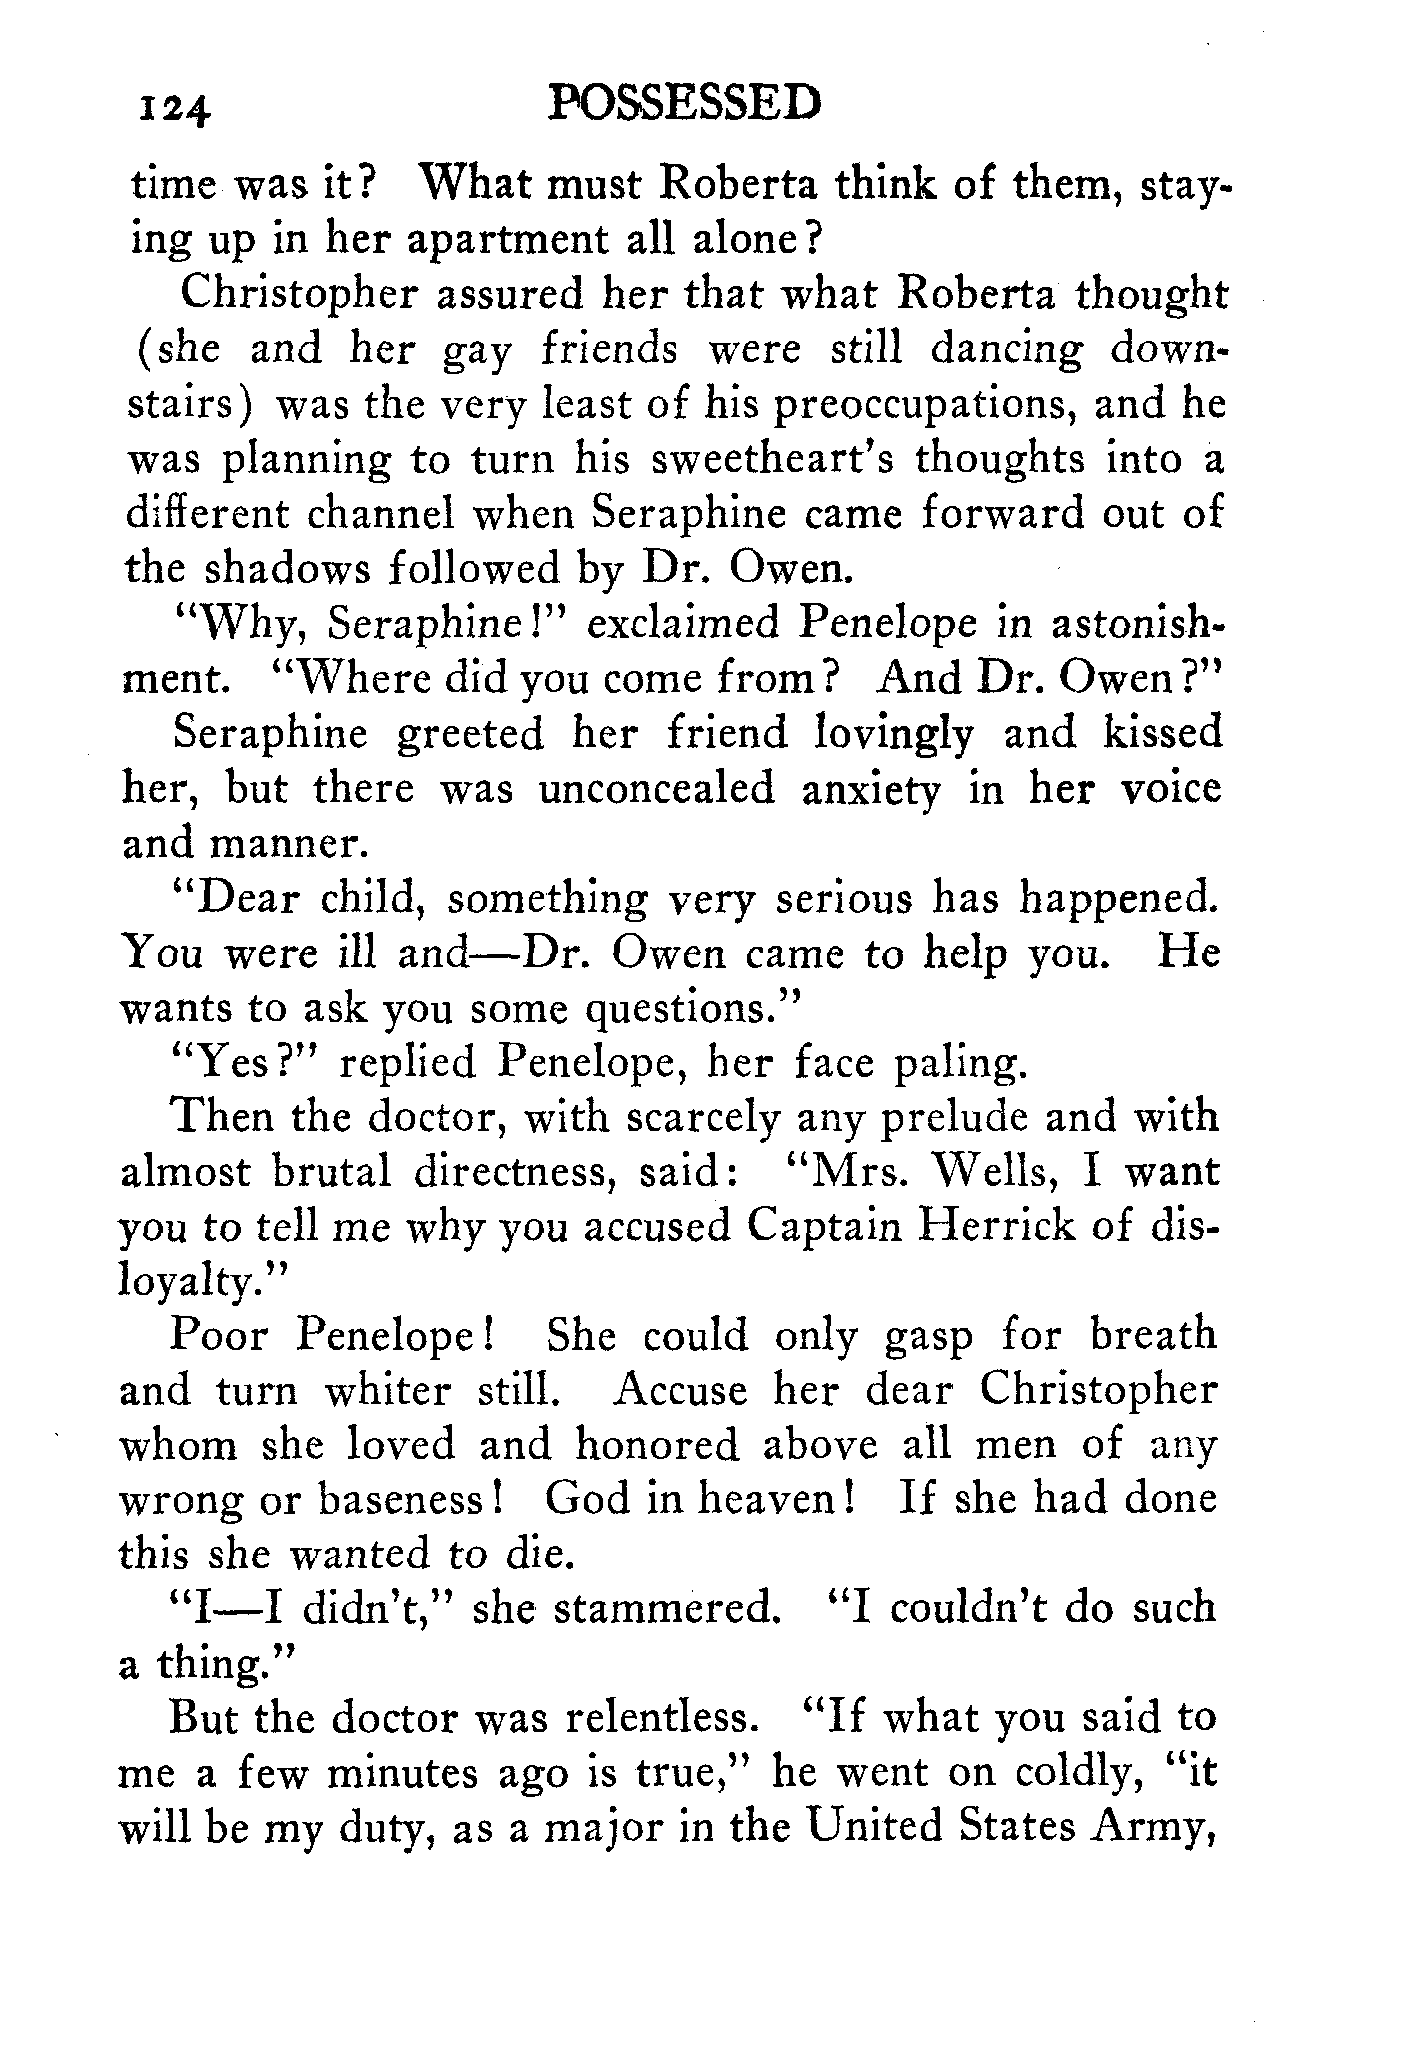 124 POSSESSED
time was it? What must Roberta think of them, stay-
ing up in her apartment all alone?
Christopher assured her that what Roberta thought
(she and her gay friends were still dancing down-
stairs) was the very least of his preoccupations, and he
was planning to turn his sweetheart's thoughts into a
different channel when Seraphine came forward out of
the shadows followed by Dr. Owen.
"Why, Seraphine!" exclaimed Penelope in astonish-
ment. "Where did you come from? And Dr. Owen?"
Seraphine greeted her friend lovingly and kissed
her, but there was unconcealed anxiety in her voice
and manner.
"Dear child, something very serious has happened.
You were ill and—Dr. Owen came to help you. He
wants to ask you some questions."
"Yes?" replied Penelope, her face paling.
Then the doctor, with scarcely any prelude and with
almost brutal directness, said: "Mrs. Wells, I want
you to tell me why you accused Captain Herrick of dis-
loyalty."
Poor Penelope! She could only gasp for breath
and turn whiter still. Accuse her dear Christopher
whom she loved and honored above all men of any
wrong or baseness! God in heaven! If she had done
this she wanted to die.
"I—I didn't," she stammered. "I couldn't do such
a thing."
But the doctor was relentless. "If what you said to
me a few minutes ago is true," he went on coldly, "it
will be my duty, as a major in the United States Army,